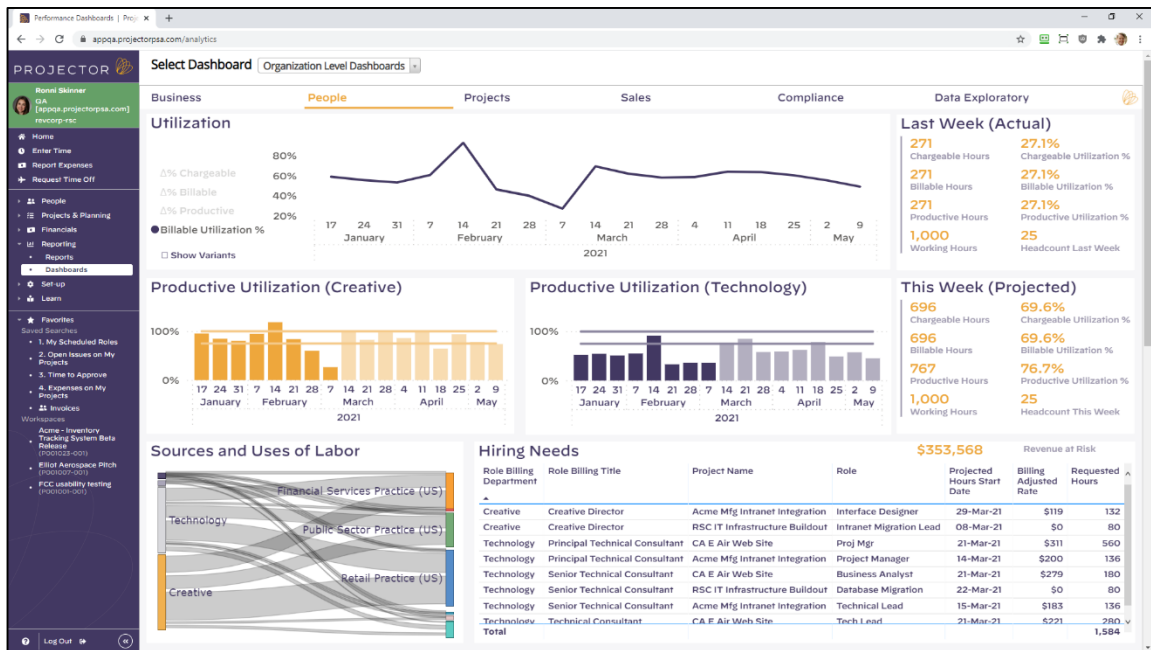 Performance Dashboards | Proj
appqa.projectorpsa.com/analytics
PROJECTOR
Ronni Skinner
QA
[appqa.projectorpsa.com]
revcorp-rsc
Home
Enter Time
Report Expenses
Request Time Off
People
Projects & Planning
Financials
Reporting
Reports
Dashboards
Set-up
Learn
Favorites
Saved Searches
1. My Scheduled Roles
2. Open Issues on My
Projects
3. Time to Approve
4. Expenses on My
Projects
Invoices
Workspaces
Acme - Inventory
Tracking System Beta
Release
(P001023-001)
Elliot Aerospace Pitch
(P001007-001)
FCC usability testing
(P001001-001)
Log Out
Select Dashboard Organization Level Dashboards
Business People Projects Sales Compliance Data Exploratory
Utilization
Δ% Chargeable
Δ% Billable
Δ% Productive
Billable Utilization %
Show Variants
80%
60%
40%
20%
17 24 31 7 14 21 28 7 14 21 28 4 11 18 25 2 9
January February March April May
2021
Last Week (Actual)
271 27.1%
Chargeable Hours Chargeable Utilization %
271 27.1%
Billable Hours Billable Utilization %
271 27.1%
Productive Hours Productive Utilization %
1,000 25
Working Hours Headcount Last Week
Productive Utilization (Creative)
100%
0%
17 24 31 7 14 21 28 7 14 21 28 4 11 18 25 2 9
January February March April May
2021
Productive Utilization (Technology)
100%
0%
17 24 31 7 14 21 28 7 14 21 28 4 11 18 25 2 9
January February March April May
2021
This Week (Projected)
696 69.6%
Chargeable Hours Chargeable Utilization %
696 69.6%
Billable Hours Billable Utilization %
767 76.7%
Productive Hours Productive Utilization %
1,000 25
Working Hours Headcount This Week
Sources and Uses of Labor
Technology
Creative
Financial Services Practice (US)
Public Sector Practice (US)
Retail Practice (US)
Hiring Needs $353,568 Revenue at Risk
Role Billing Department Role Billing Title Project Name Role Projected Hours Start Date Billing Adjusted Rate Requested Hours
Creative Creative Director Acme Mfg Intranet Integration Interface Designer 29-Mar-21 $119 132
Creative Creative Director RSC IT Infrastructure Buildout Intranet Migration Lead 08-Mar-21 $0 80
Technology Principal Technical Consultant CA E Air Web Site Proj Mgr 21-Mar-21 $311 560
Technology Principal Technical Consultant Acme Mfg Intranet Integration Project Manager 14-Mar-21 $200 136
Technology Senior Technical Consultant CA E Air Web Site Business Analyst 21-Mar-21 $279 180
Technology Senior Technical Consultant RSC IT Infrastructure Buildout Database Migration 22-Mar-21 $0 80
Technology Senior Technical Consultant Acme Mfg Intranet Integration Technical Lead 15-Mar-21 $183 136
Technology Technical Consultant CA E Air Web Site Tech Lead 21-Mar-21 $221 280
Total 1,584